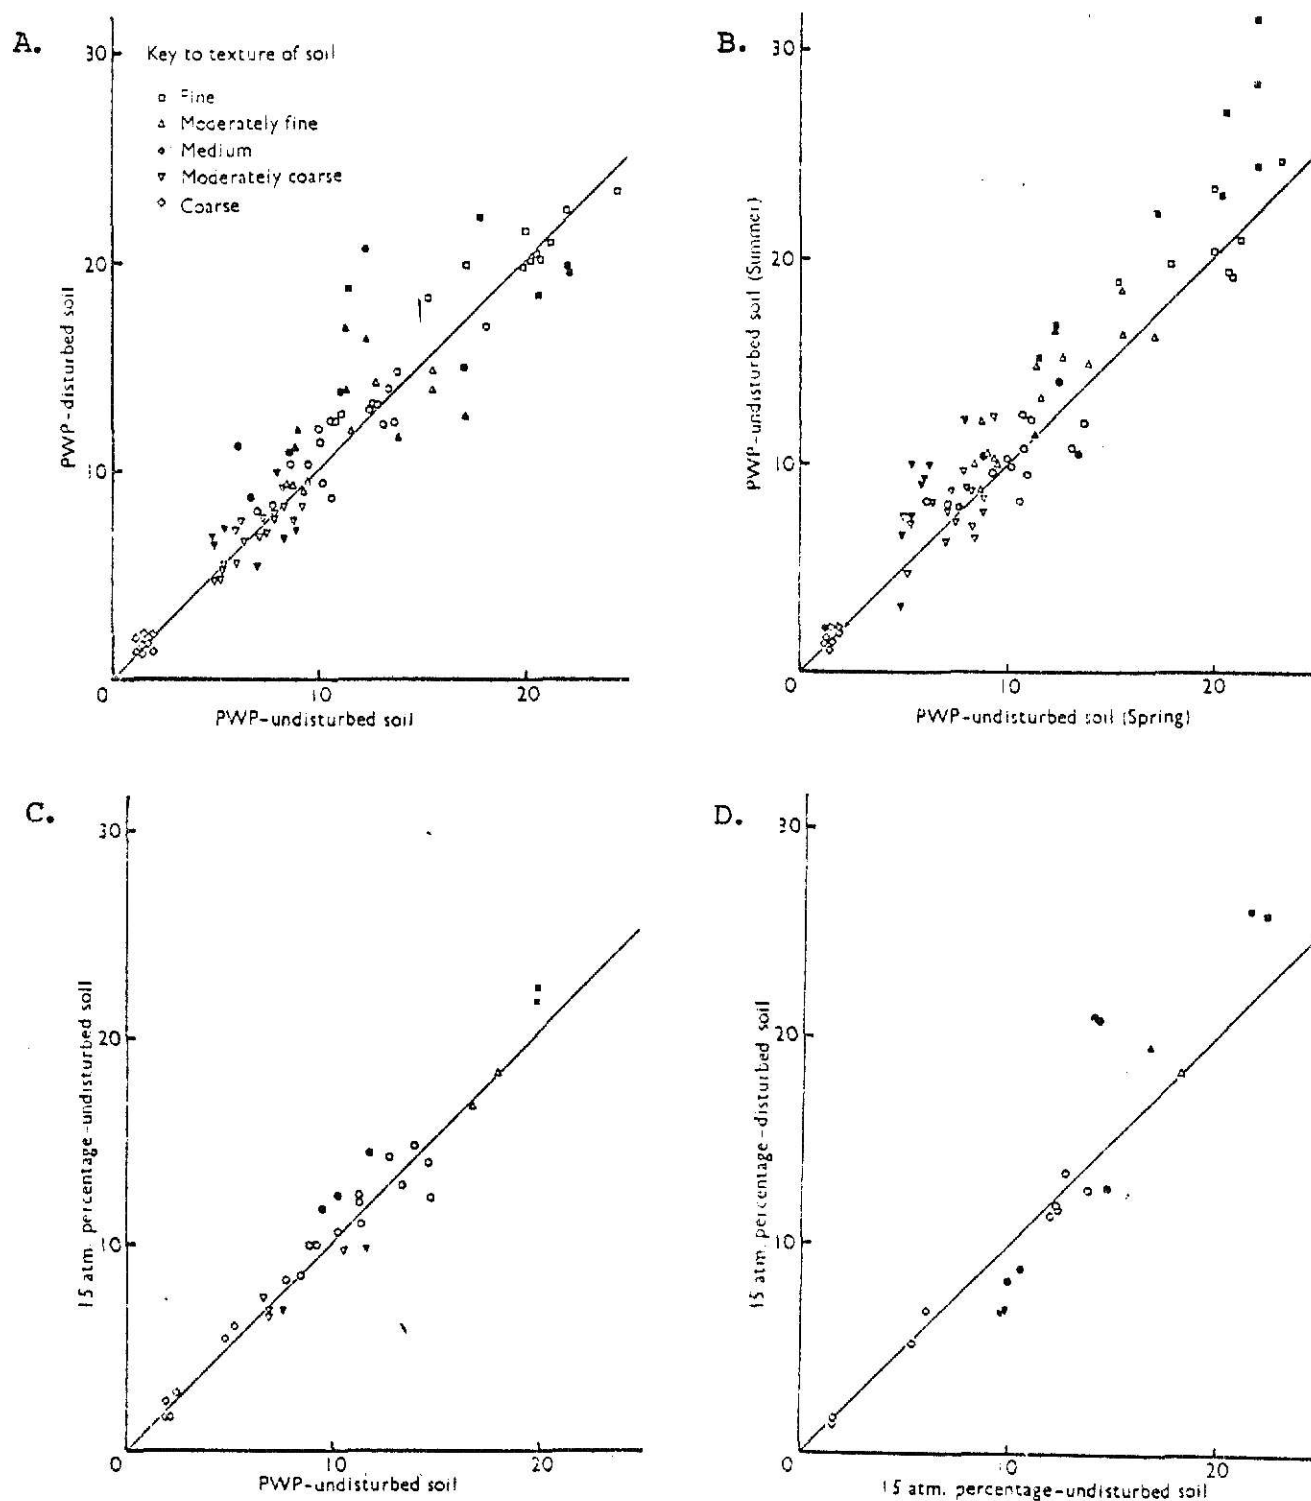 A.
30
Key to texture of soil
Fine
Moderately fine
Medium
Moderately coarse
Coarse
20
10
PWP-disturbed soil
0
10
20
PWP-undisturbed soil
B.
30
20
10
PWP-undisturbed soil (Summer)
0
10
20
PWP-undisturbed soil (Spring)
C.
30
20
10
15 atm. percentage-undisturbed soil
0
10
20
PWP-undisturbed soil
D.
30
20
10
15 atm. percentage-disturbed soil
0
10
20
15 atm. percentage-undisturbed soil